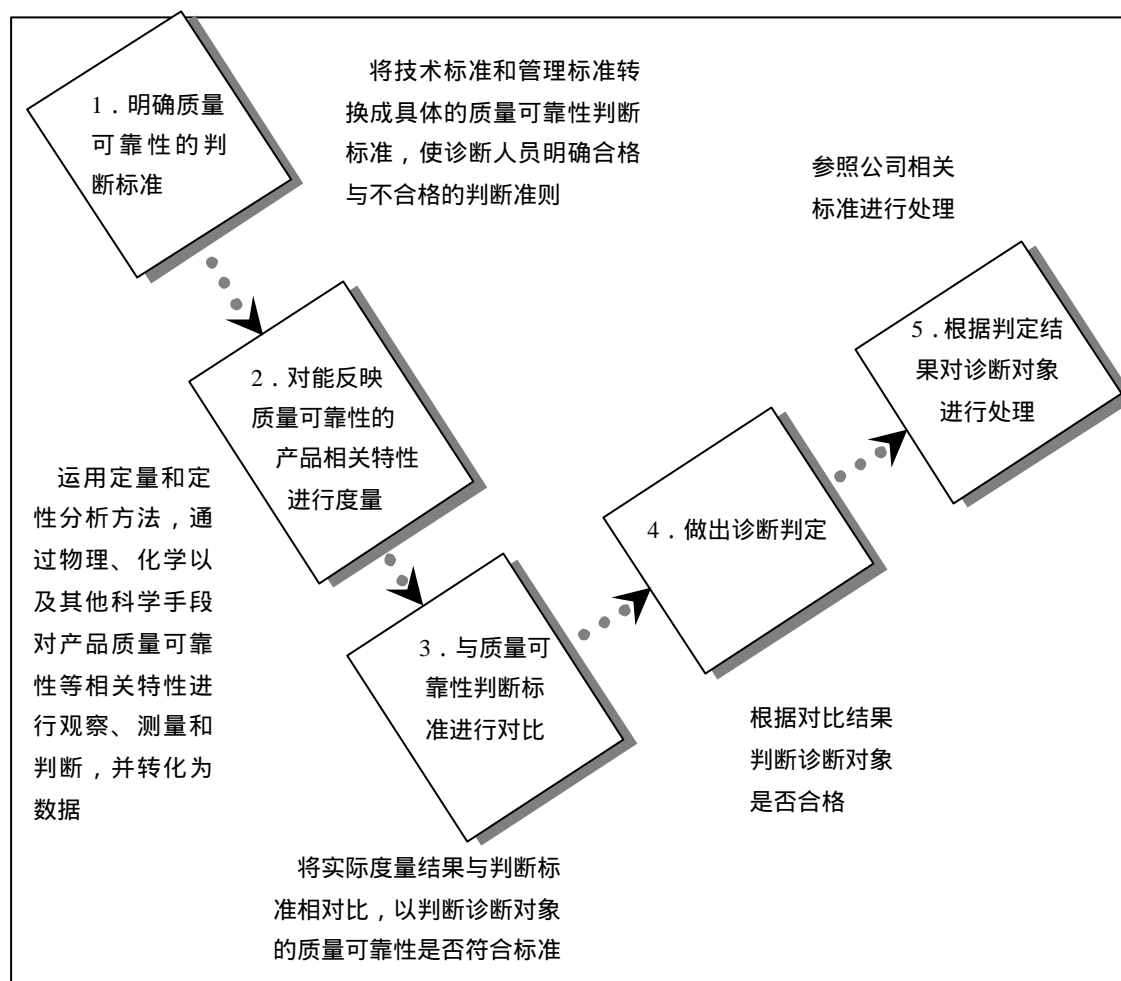 1．明确质量
可靠性的判
断标准
将技术标准和管理标准转
换成具体的质量可靠性判断
标准，使诊断人员明确合格
与不合格的判断准则
2．对能反映
质量可靠性的
产品相关特性
进行度量
运用定量和定
性分析方法，通
过物理、化学以
及其他科学手段
对产品质量可靠
性等相关特性进
行观察、测量和
判断，并转化为
数据
3．与质量可
靠性判断标
准进行对比
将实际度量结果与判断标
准相对比，以判断诊断对象
的质量可靠性是否符合标准
4．做出诊断判定
根据对比结果
判断诊断对象
是否合格
5．根据判定结
果对诊断对象
进行处理
参照公司相关
标准进行处理